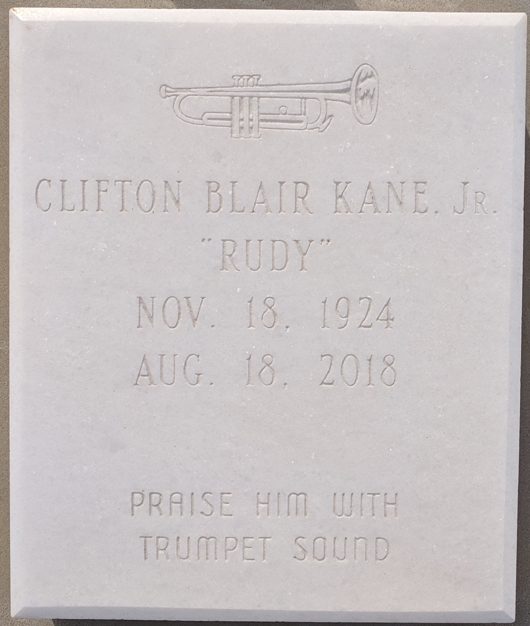 CLIFTON BLAIR KANE, JR.
"RUDY"
NOV. 18, 1924
AUG. 18, 2018
PRAISE HIM WITH
TRUMPET SOUND